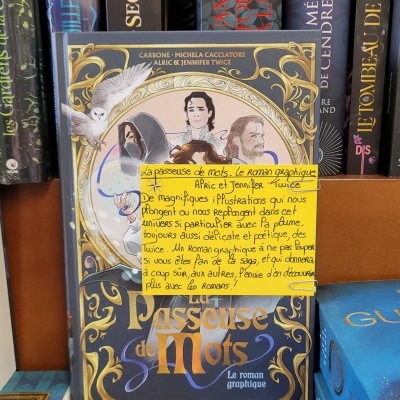 Les Gardiens de la
CARBONE - MICHELA CACCIATORE
ALRIC & JENNIFER TWICE
La passeuse de mots. Le roman graphique
Alric et Jennifer Twice
De magnifiques illustrations qui nous
plongent ou nous replongent dans cet
univers si particulier avec la plume,
toujours aussi délicate et poétique, des
Twice. Un roman graphique à ne pas louper
si vous êtes fan de la saga, et qui donnera,
à coup sûr, aux autres, l'envie d'en découvrir
plus avec les romans !
La
Passeuse
de Mots
Le roman
graphique
DE CENDRE
LE TOMBEAU DE
GU